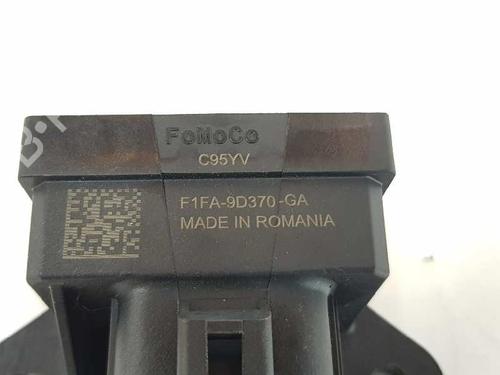 FoMoCo
C95YV
F1FA-9D370-GA
MADE IN ROMANIA